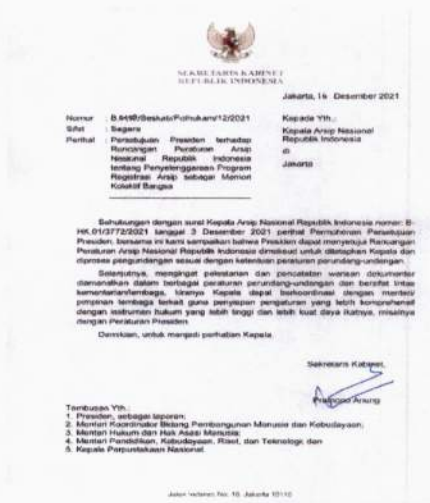 SEKRETARIS KABINET
REPUBLIK INDONESIA
Jakarta, 16 Desember 2021
Nomor : /Seskab/Polhukam/12/2021
Sifat : Segera
Perihal : Persetujuan Presiden terhadap
Rancangan Peraturan Arsip
Nasional Republik Indonesia
tentang Penyelenggaraan Program
Registrasi Arsip sebagai Memori
Kolektif Bangsa
Kepada Yth.:
Kepala Arsip Nasional
Republik Indonesia
di
Jakarta
Sehubungan dengan surat Kepala Arsip Nasional Republik Indonesia nomor: B-
HK.01/3772/2021 tanggal 3 Desember 2021 perihal Permohonan Persetujuan
Presiden, bersama ini kami sampaikan bahwa Presiden dapat menyetujui Rancangan
Peraturan Arsip Nasional Republik Indonesia dimaksud untuk ditetapkan Kepala dan
diproses pengundangan sesuai dengan ketentuan peraturan perundang-undangan.
Selanjutnya, mengingat pelestarian dan pencatatan warisan dokumenter
diamanatkan dalam berbagai peraturan perundang-undangan dan bersifat lintas
kementerian/lembaga, kiranya Kepala dapat berkoordinasi dengan menteri/
pimpinan lembaga terkait guna penyiapan pengaturan yang lebih komprehensif
dengan instrumen hukum yang lebih tinggi dan lebih kuat daya ikatnya, misalnya
dengan Peraturan Presiden.
Demikian, untuk menjadi perhatian Kepala.
Sekretaris Kabinet,
Pramono Anung
Tembusan Yth.:
1. Presiden, sebagai laporan;
2. Menteri Koordinator Bidang Pembangunan Manusia dan Kebudayaan;
3. Menteri Hukum dan Hak Asasi Manusia;
4. Menteri Pendidikan, Kebudayaan, Riset, dan Teknologi; dan
5. Kepala Perpustakaan Nasional.
Jalan Veteran No. 18 Jakarta 10110